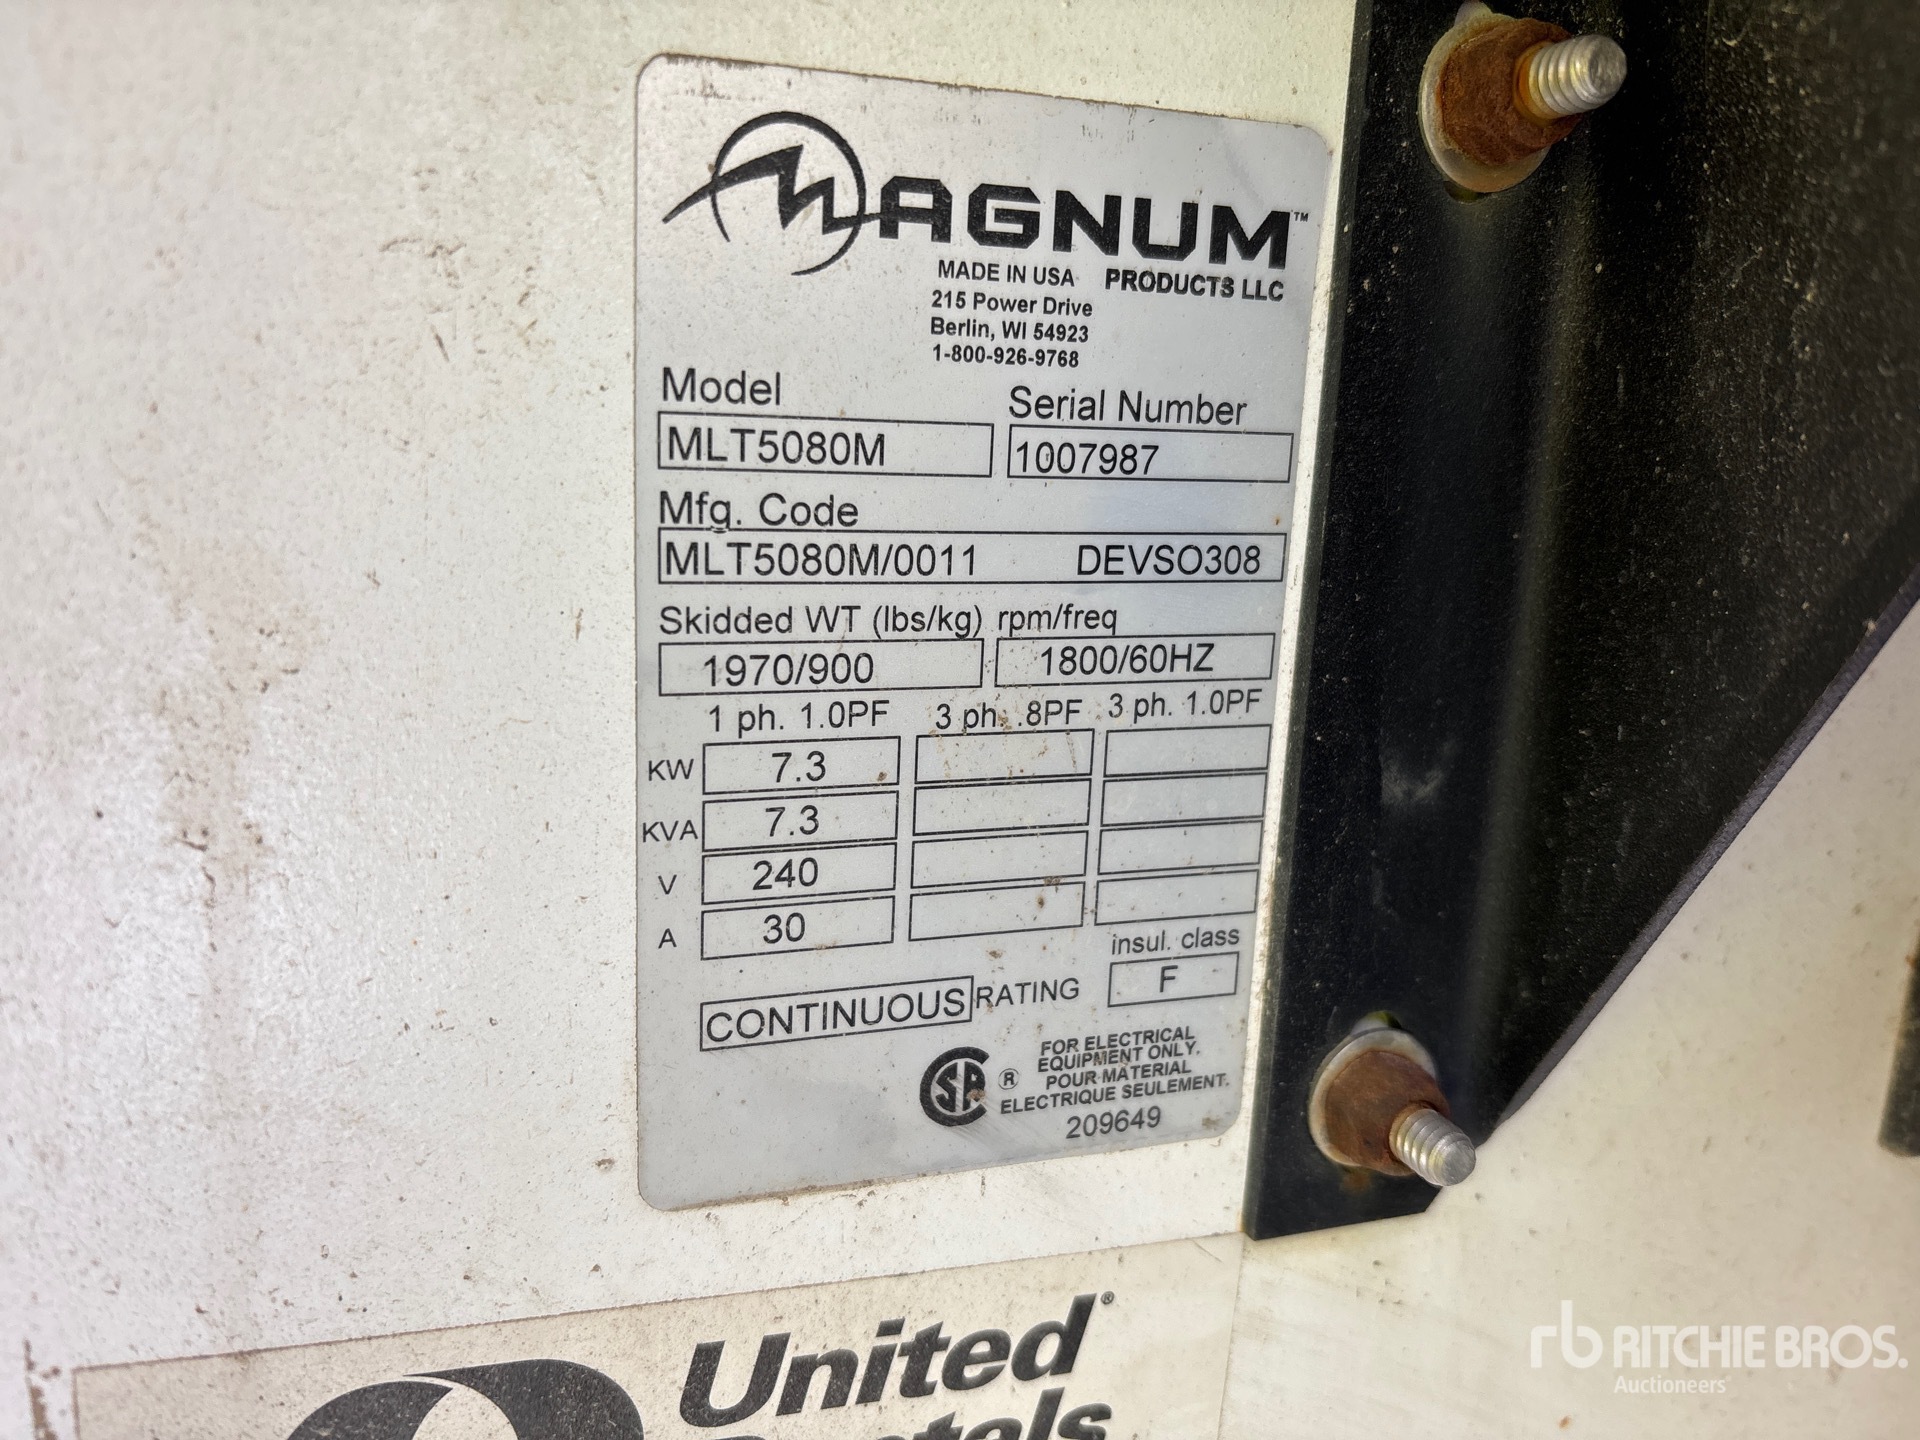 MAGNUM™
MADE IN USA PRODUCTS LLC
215 Power Drive
Berlin, WI 54923
1-800-926-9768
Model Serial Number
MLT5080M 1007987
Mfg. Code
MLT5080M/0011 DEVSO308
Skidded WT (lbs/kg) rpm/freq
1970/900 1800/60HZ
1 ph. 1.0PF 3 ph. .8PF 3 ph. 1.0PF
KW 7.3
KVA 7.3
V 240
A 30
insul. class
CONTINUOUS RATING F
FOR ELECTRICAL
EQUIPMENT ONLY.
POUR MATERIAL
ELECTRIQUE SEULEMENT.
SA ®
209649
United®
Rentals
rb RITCHIE BROS.
Auctioneers